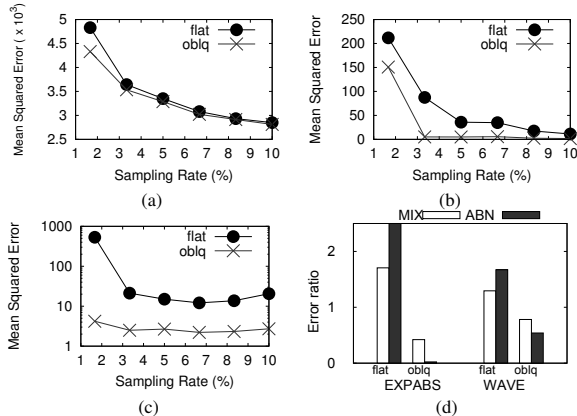 Mean Squared Error ( x 10³)
5
4.5
4
3.5
3
2.5
flat
oblq
1 2 3 4 5 6 7 8 9 10
Sampling Rate (%)
(a)
Mean Squared Error
250
200
150
100
50
0
flat
oblq
1 2 3 4 5 6 7 8 9 10
Sampling Rate (%)
(b)
Mean Squared Error
1000
100
10
1
flat
oblq
1 2 3 4 5 6 7 8 9 10
Sampling Rate (%)
(c)
MIX ABN
Error ratio
2
1
0
flat oblq flat oblq
EXPABS WAVE
(d)